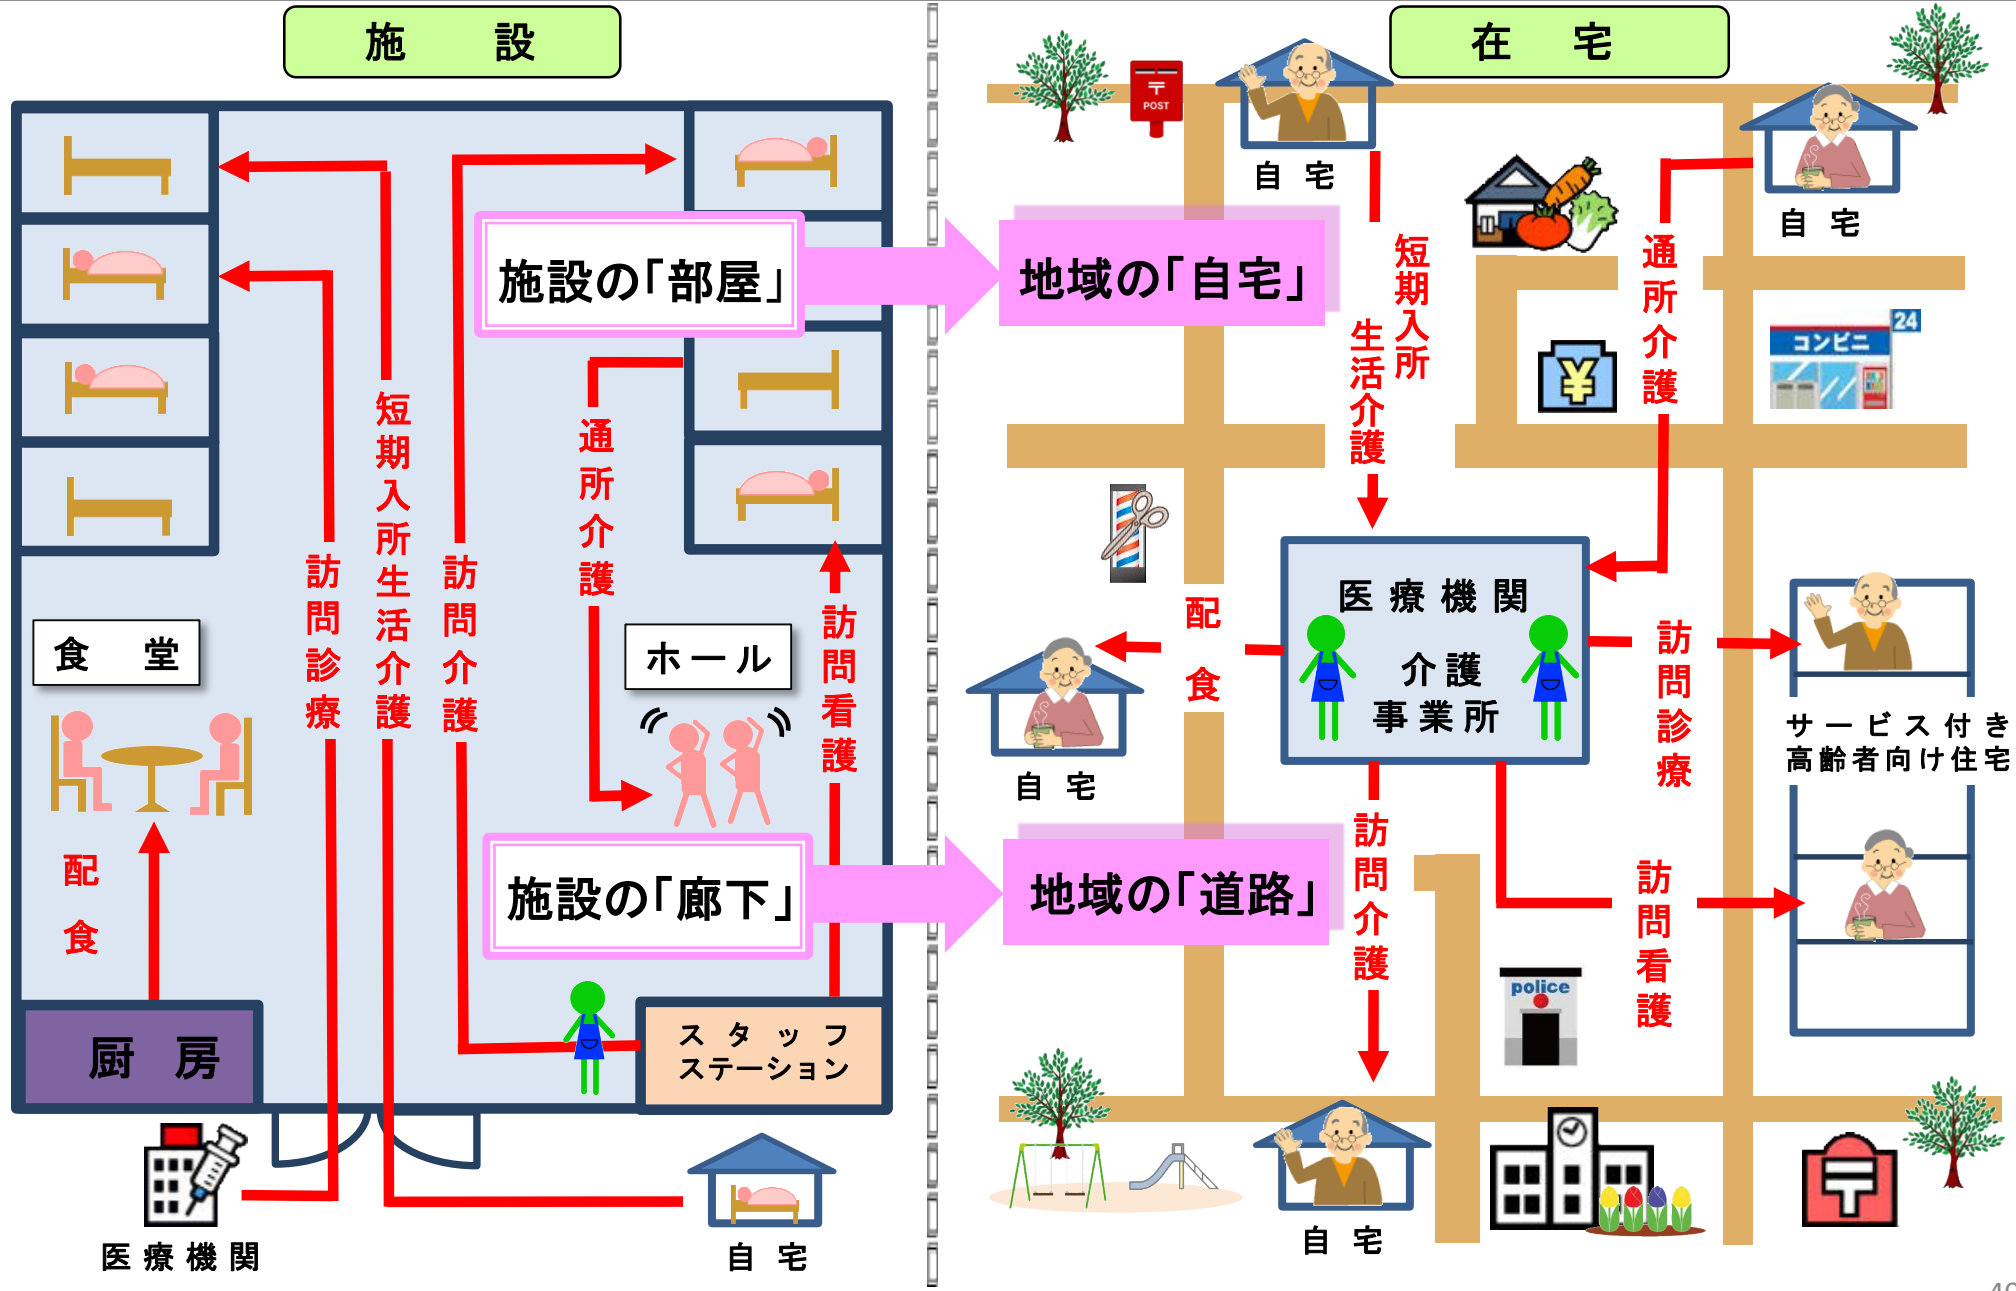 施設
短期入所生活介護
訪問診療
訪問介護
通所介護
訪問看護
施設の「部屋」
食堂
ホール
配食
施設の「廊下」
厨房
スタッフ
ステーション
医療機関
自宅
在宅
POST
自宅
自宅
地域の「自宅」
短期入所
生活介護
通所介護
24
コンビニ
¥
医療機関
介護
事業所
配食
訪問診療
自宅
サービス付き
高齢者向け住宅
地域の「道路」
訪問介護
訪問看護
police
自宅